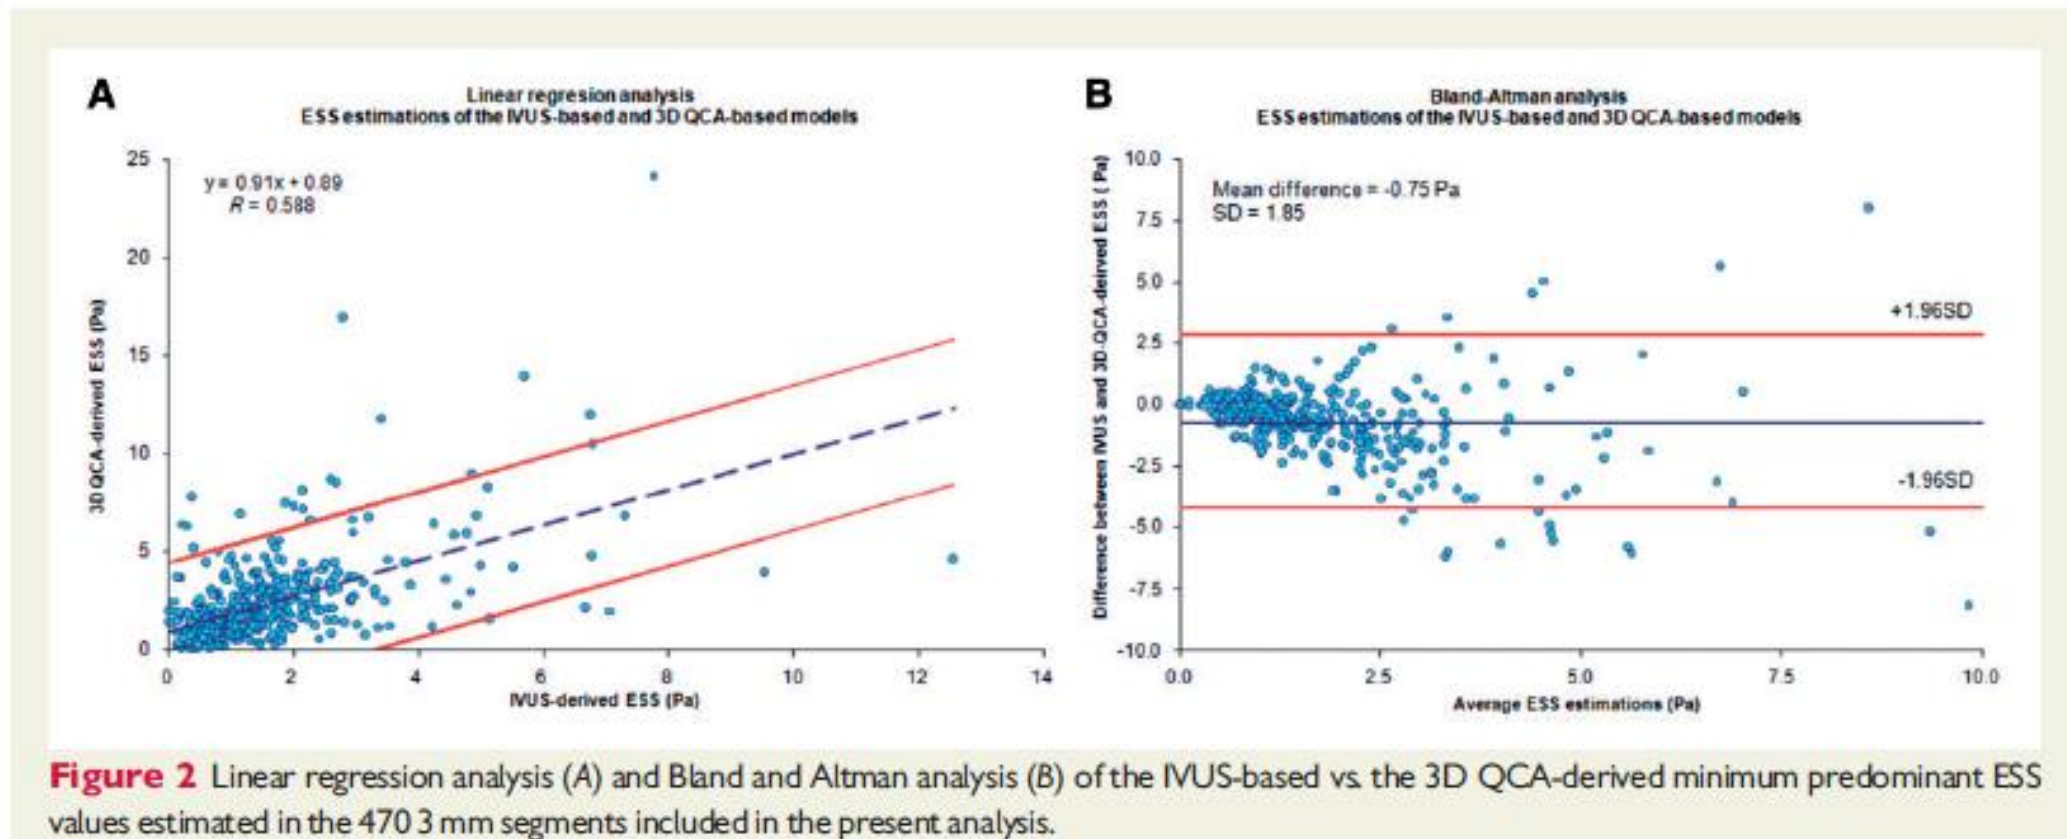 A
Linear regresion analysis
ESS estimations of the IVUS-based and 3D QCA-based models
25
20
15
10
5
0
y = 0.91x + 0.89
R = 0.588
3D QCA-derived ESS (Pa)
0 2 4 6 8 10 12 14
IVUS-derived ESS (Pa)
B
Bland-Altman analysis
ESS estimations of the IVUS-based and 3D QCA-based models
10.0
7.5
5.0
2.5
0.0
-2.5
-5.0
-7.5
-10.0
Mean difference = -0.75 Pa
SD = 1.85
+1.96SD
-1.96SD
Difference between IVUS and 3D-QCA-deirved ESS ( Pa)
0.0 2.5 5.0 7.5 10.0
Average ESS estimations (Pa)
Figure 2 Linear regression analysis (A) and Bland and Altman analysis (B) of the IVUS-based vs. the 3D QCA-derived minimum predominant ESS
values estimated in the 470 3 mm segments included in the present analysis.